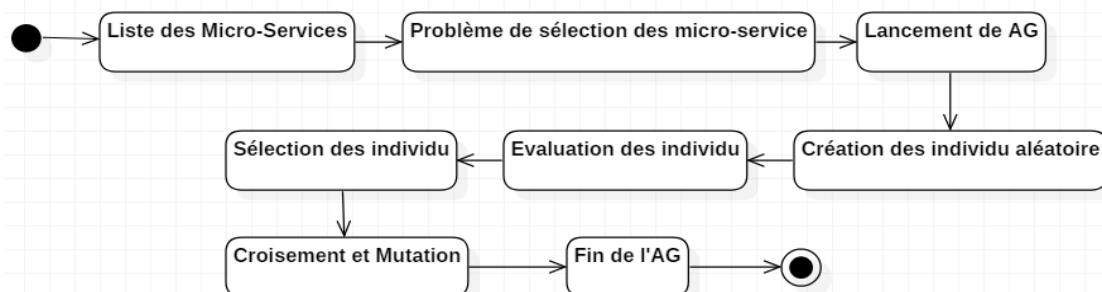 Liste des Micro-Services
Problème de sélection des micro-service
Lancement de AG
Sélection des individu
Evaluation des individu
Création des individu aléatoire
Croisement et Mutation
Fin de l'AG